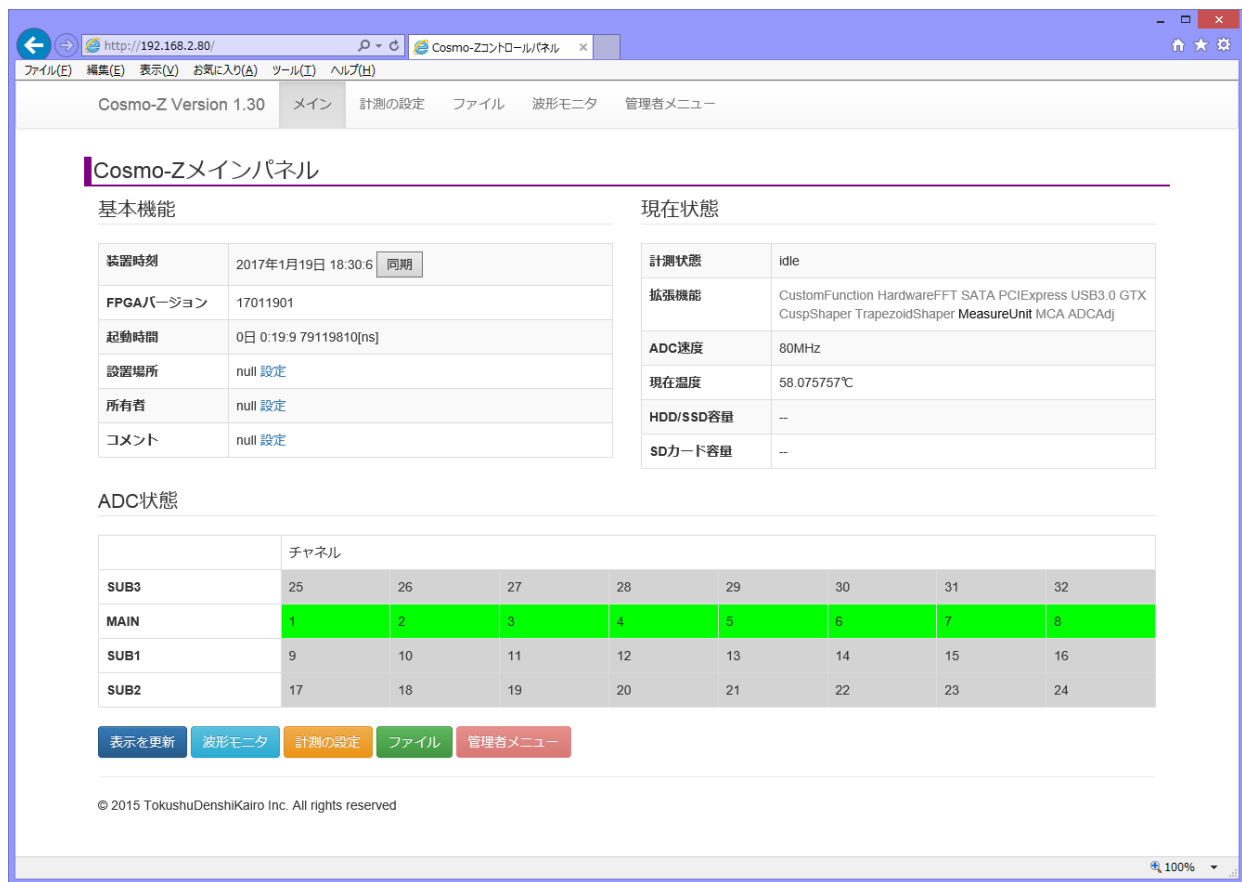 http://192.168.2.80/
Cosmo-Zコントロールパネル
ファイル(F) 編集(E) 表示(V) お気に入り(A) ツール(T) ヘルプ(H)
Cosmo-Z Version 1.30 メイン 計測の設定 ファイル 波形モニタ 管理者メニュー
Cosmo-Zメインパネル
基本機能
装置時刻 2017年1月19日 18:30:6 同期
FPGAバージョン 17011901
起動時間 0日 0:19:9 79119810[ns]
設置場所 null 設定
所有者 null 設定
コメント null 設定
現在状態
計測状態 idle
拡張機能 CustomFunction HardwareFFT SATA PCIExpress USB3.0 GTX
CuspShaper TrapezoidShaper MeasureUnit MCA ADCAdj
ADC速度 80MHz
現在温度 58.075757℃
HDD/SSD容量 --
SDカード容量 --
ADC状態
チャネル
SUB3 25 26 27 28 29 30 31 32
MAIN 1 2 3 4 5 6 7 8
SUB1 9 10 11 12 13 14 15 16
SUB2 17 18 19 20 21 22 23 24
表示を更新 波形モニタ 計測の設定 ファイル 管理者メニュー
© 2015 TokushuDenshiKairo Inc. All rights reserved
100%